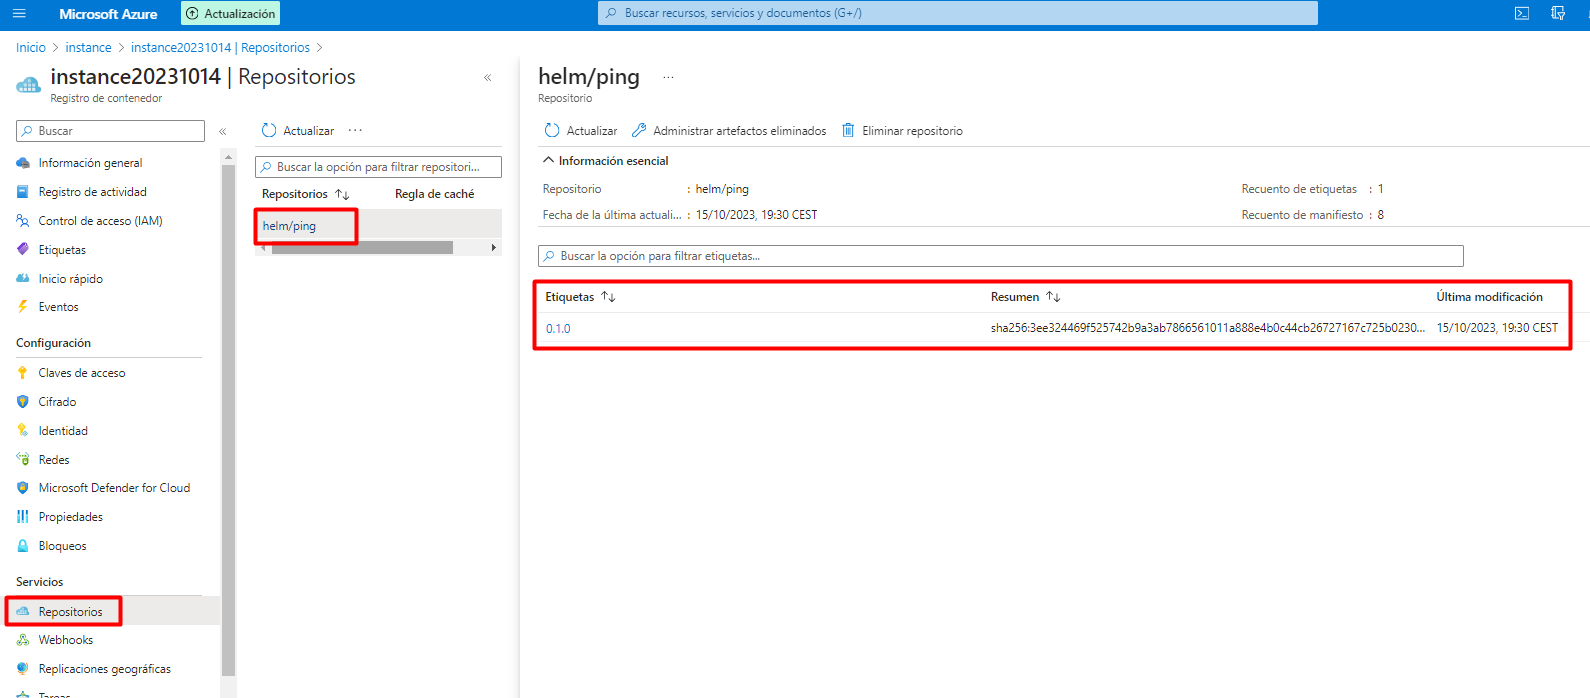 Microsoft Azure
Actualización
Buscar recursos, servicios y documentos (G+/)
Inicio > instance > instance20231014 | Repositorios >
instance20231014 | Repositorios
Registro de contenedor
Buscar
Información general
Registro de actividad
Control de acceso (IAM)
Etiquetas
Inicio rápido
Eventos
Configuración
Claves de acceso
Cifrado
Identidad
Redes
Microsoft Defender for Cloud
Propiedades
Bloqueos
Servicios
Repositorios
Webhooks
Replicaciones geográficas
Tareas
Actualizar ...
Buscar la opción para filtrar repositori...
Repositorios ↑↓ Regla de caché
helm/ping
helm/ping ...
Repositorio
Actualizar Administrar artefactos eliminados Eliminar repositorio
Información esencial
Repositorio : helm/ping Recuento de etiquetas : 1
Fecha de la última actuali... : 15/10/2023, 19:30 CEST Recuento de manifiesto : 8
Buscar la opción para filtrar etiquetas...
Etiquetas ↑↓ Resumen ↑↓ Última modificación
0.1.0 sha256:3ee324469f525742b9a3ab7866561011a888e4b0c44cb26727167c725b0230... 15/10/2023, 19:30 CEST